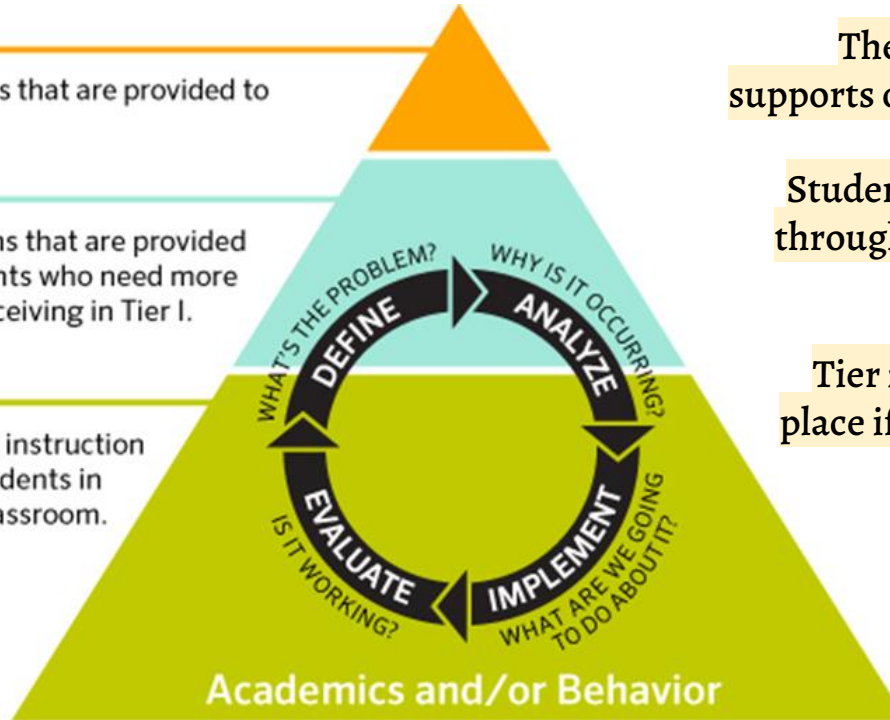 s that are provided to
ns that are provided
nts who need more
ceiving in Tier I.
instruction
dents in
assroom.
The
supports
Studen
through
Tier
place if
WHAT'S THE PROBLEM?
DEFINE
WHY IS IT OCCURRING?
ANALYZE
IMPLEMENT
WHAT ARE WE GOING
TO DO ABOUT IT?
EVALUATE
IS IT WORKING?
Academics and/or Behavior